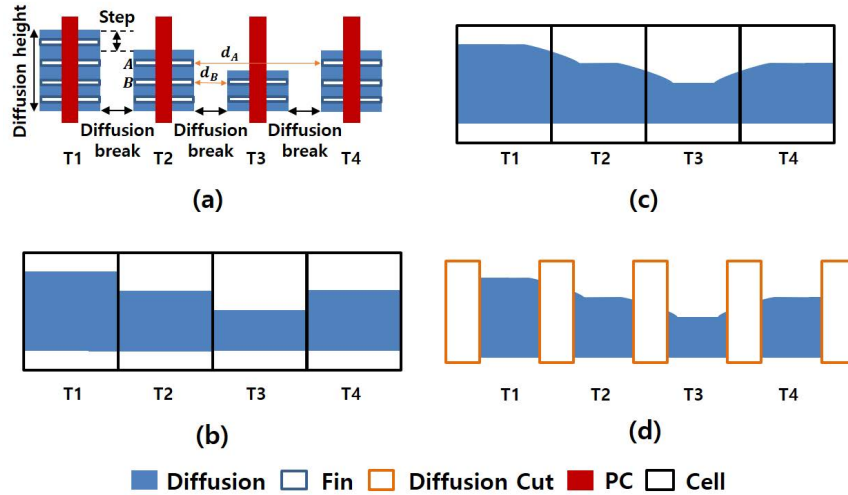 Step
Diffusion height
A
B
d_A
d_B
Diffusion break
Diffusion break
Diffusion break
T1
T2
T3
T4
(a)
T1
T2
T3
T4
(c)
T1
T2
T3
T4
(b)
T1
T2
T3
T4
(d)
Diffusion
Fin
Diffusion Cut
PC
Cell